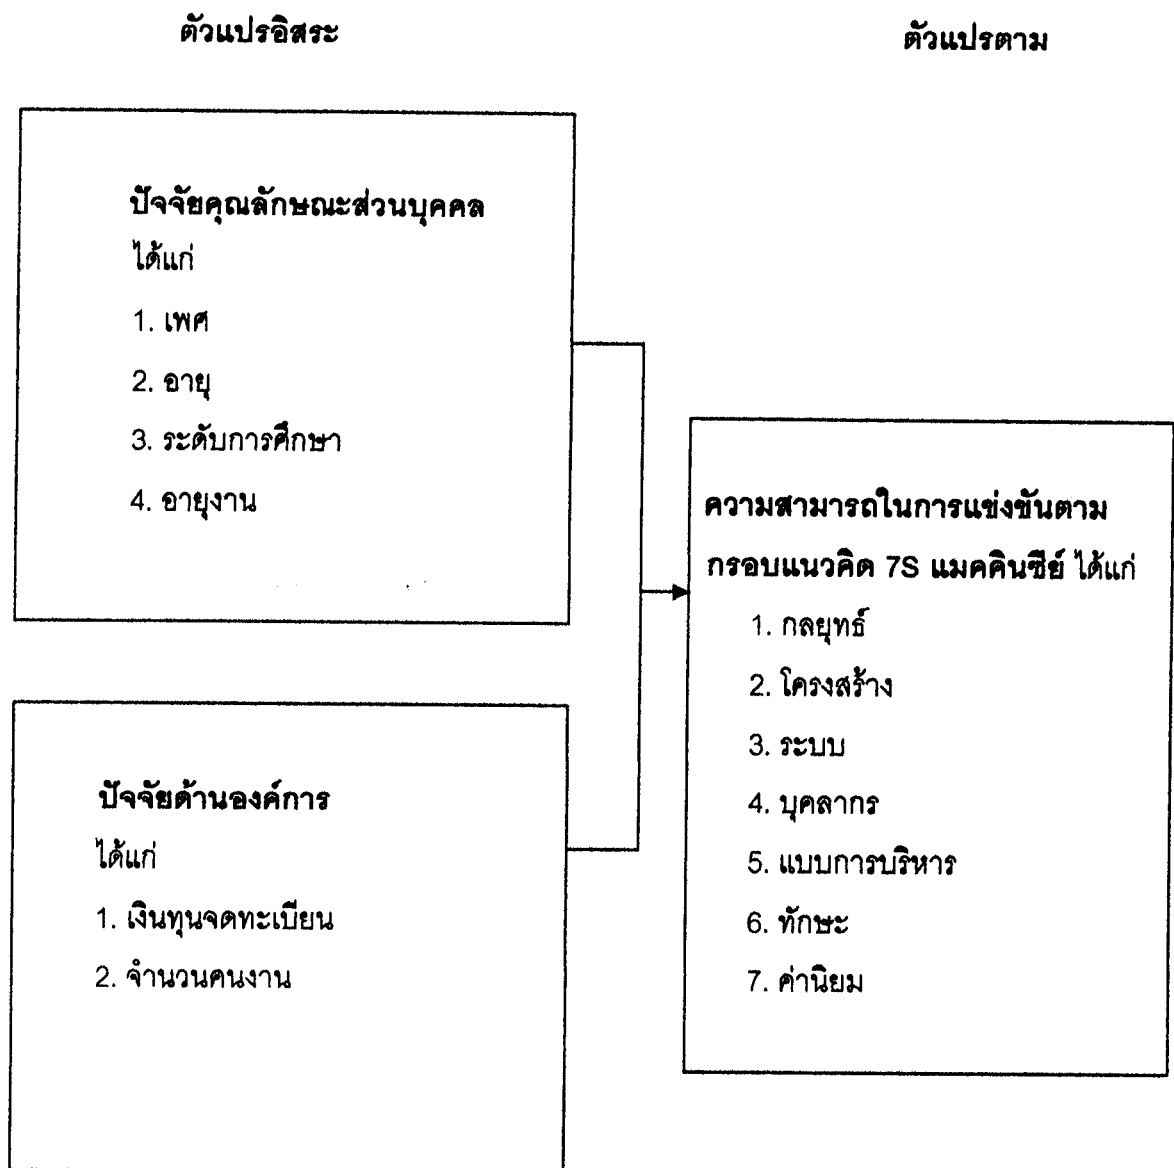 ตัวแปรอิสระ
ตัวแปรตาม
ปัจจัยคุณลักษณะส่วนบุคคล
ได้แก่
1. เพศ
2. อายุ
3. ระดับการศึกษา
4. อายุงาน
ปัจจัยด้านองค์การ
ได้แก่
1. เงินทุนจดทะเบียน
2. จำนวนคนงาน
ความสามารถในการแข่งขันตาม
กรอบแนวคิด 7S แมคคินซีย์ ได้แก่
1. กลยุทธ์
2. โครงสร้าง
3. ระบบ
4. บุคลากร
5. แบบการบริหาร
6. ทักษะ
7. ค่านิยม